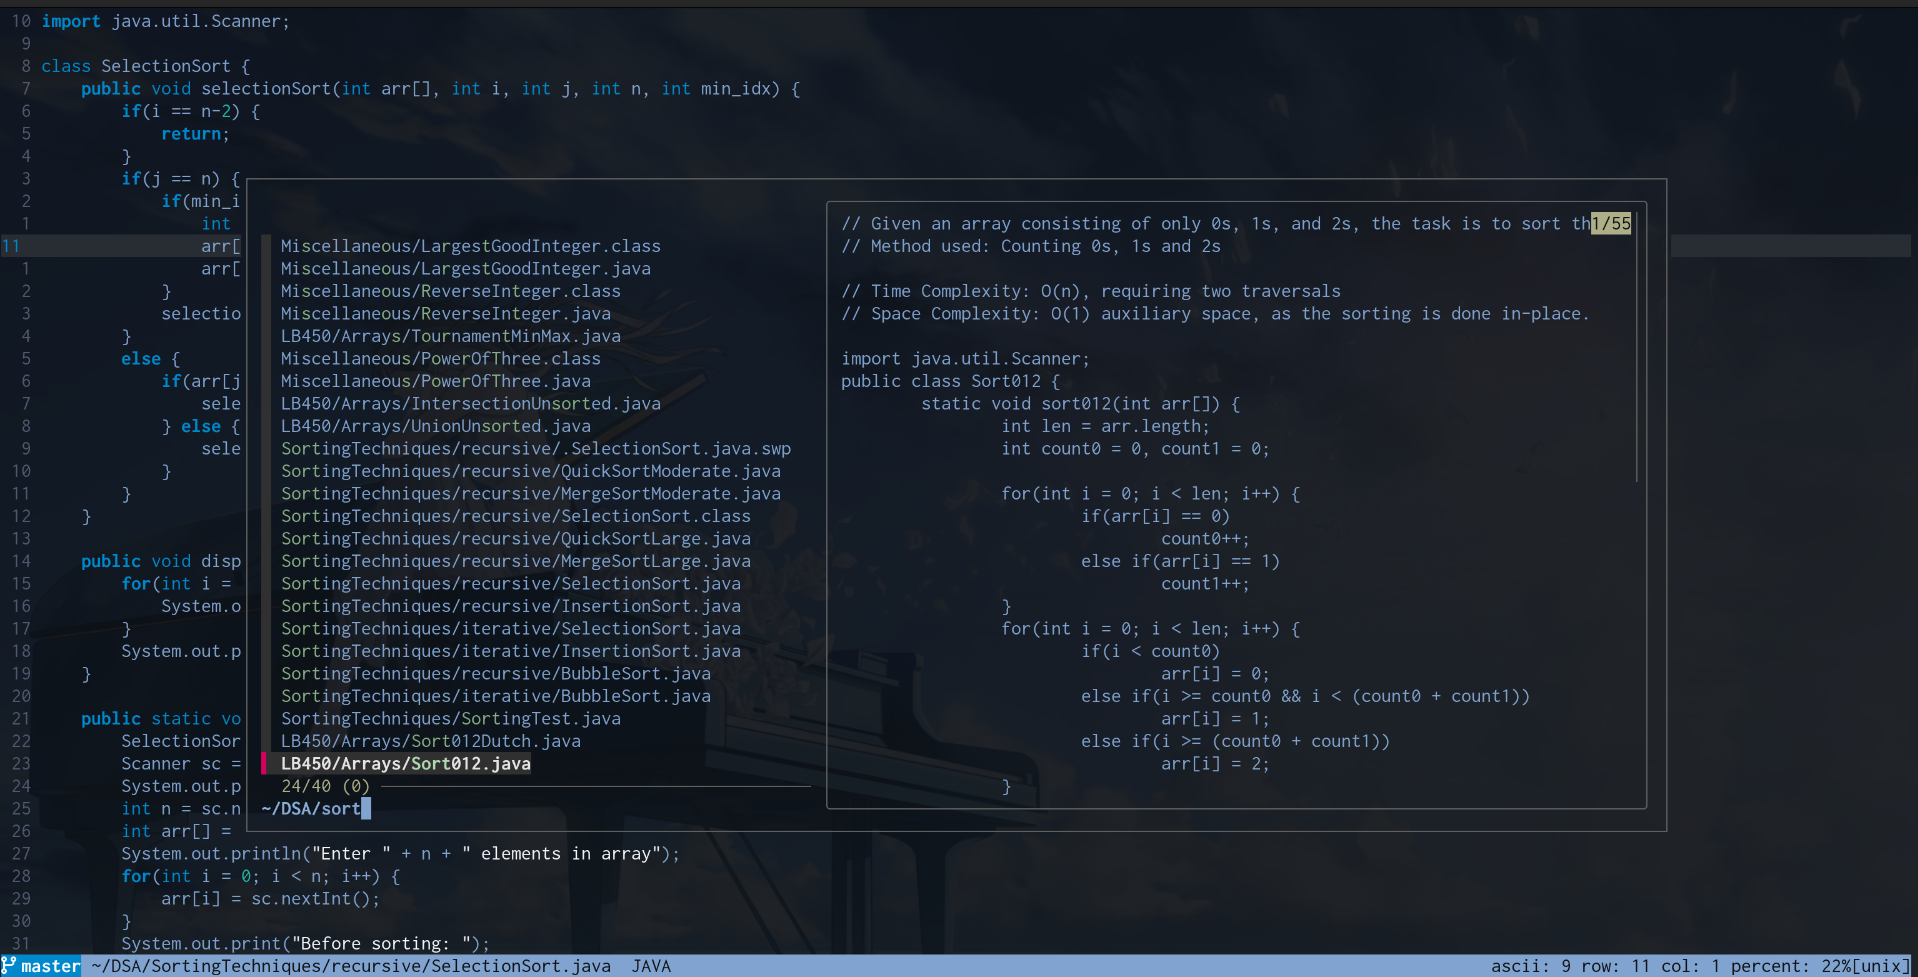 10 import java.util.Scanner;
9
8 class SelectionSort {
7     public void selectionSort(int arr[], int i, int j, int n, int min_idx) {
6         if(i == n-2) {
5             return;
4         }
3         if(j == n) {
2             if(min_i
1                 int
11                 arr[
1                 arr[
2             }
3             selectio
4         }
5         else {
6             if(arr[j
7                 sele
8             } else {
9                 sele
10             }
11         }
12     }
13
14     public void disp
15         for(int i =
16             System.o
17         }
18         System.out.p
19     }
20
21     public static vo
22         SelectionSor
23         Scanner sc =
24         System.out.p
25         int n = sc.n
26         int arr[] =
27         System.out.println("Enter " + n + " elements in array");
28         for(int i = 0; i < n; i++) {
29             arr[i] = sc.nextInt();
30         }
31         System.out.print("Before sorting: ");
Miscellaneous/LargestGoodInteger.class
Miscellaneous/LargestGoodInteger.java
Miscellaneous/ReverseInteger.class
Miscellaneous/ReverseInteger.java
LB450/Arrays/TournamentMinMax.java
Miscellaneous/PowerOfThree.class
Miscellaneous/PowerOfThree.java
LB450/Arrays/IntersectionUnsorted.java
LB450/Arrays/UnionUnsorted.java
SortingTechniques/recursive/.SelectionSort.java.swp
SortingTechniques/recursive/QuickSortModerate.java
SortingTechniques/recursive/MergeSortModerate.java
SortingTechniques/recursive/SelectionSort.class
SortingTechniques/recursive/QuickSortLarge.java
SortingTechniques/recursive/MergeSortLarge.java
SortingTechniques/recursive/SelectionSort.java
SortingTechniques/recursive/InsertionSort.java
SortingTechniques/iterative/SelectionSort.java
SortingTechniques/iterative/InsertionSort.java
SortingTechniques/recursive/BubbleSort.java
SortingTechniques/iterative/BubbleSort.java
SortingTechniques/SortingTest.java
LB450/Arrays/Sort012Dutch.java
LB450/Arrays/Sort012.java
24/40 (0)
~/DSA/sort
// Given an array consisting of only 0s, 1s, and 2s, the task is to sort th1/55
// Method used: Counting 0s, 1s and 2s

// Time Complexity: O(n), requiring two traversals
// Space Complexity: O(1) auxiliary space, as the sorting is done in-place.

import java.util.Scanner;
public class Sort012 {
        static void sort012(int arr[]) {
                int len = arr.length;
                int count0 = 0, count1 = 0;

                for(int i = 0; i < len; i++) {
                        if(arr[i] == 0)
                                count0++;
                        else if(arr[i] == 1)
                                count1++;
                }
                for(int i = 0; i < len; i++) {
                        if(i < count0)
                                arr[i] = 0;
                        else if(i >= count0 && i < (count0 + count1))
                                arr[i] = 1;
                        else if(i >= (count0 + count1))
                                arr[i] = 2;
                }
master ~/DSA/SortingTechniques/recursive/SelectionSort.java  JAVA
ascii: 9 row: 11 col: 1 percent: 22%[unix]